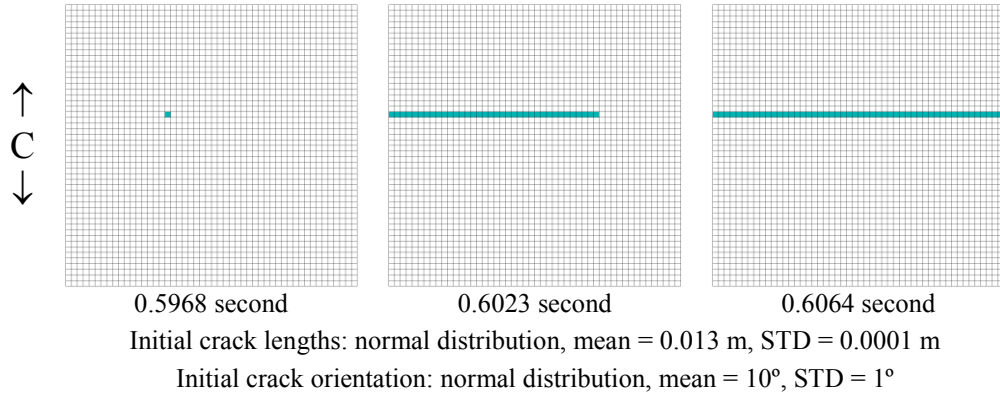 ↑
C
↓
0.5968 second 0.6023 second 0.6064 second
Initial crack lengths: normal distribution, mean = 0.013 m, STD = 0.0001 m
Initial crack orientation: normal distribution, mean = 10º, STD = 1º